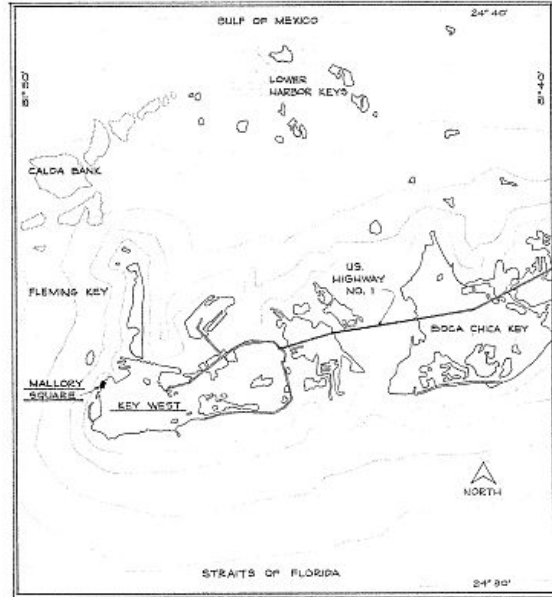 GULF OF MEXICO
24° 40'
81° 50'
81° 40'
LOWER
HARBOR KEYS
CALDA BANK
FLEMING KEY
U.S.
HIGHWAY
NO. 1
BOCA CHICA KEY
MALLORY
SQUARE
KEY WEST
NORTH
STRAITS OF FLORIDA
24° 30'